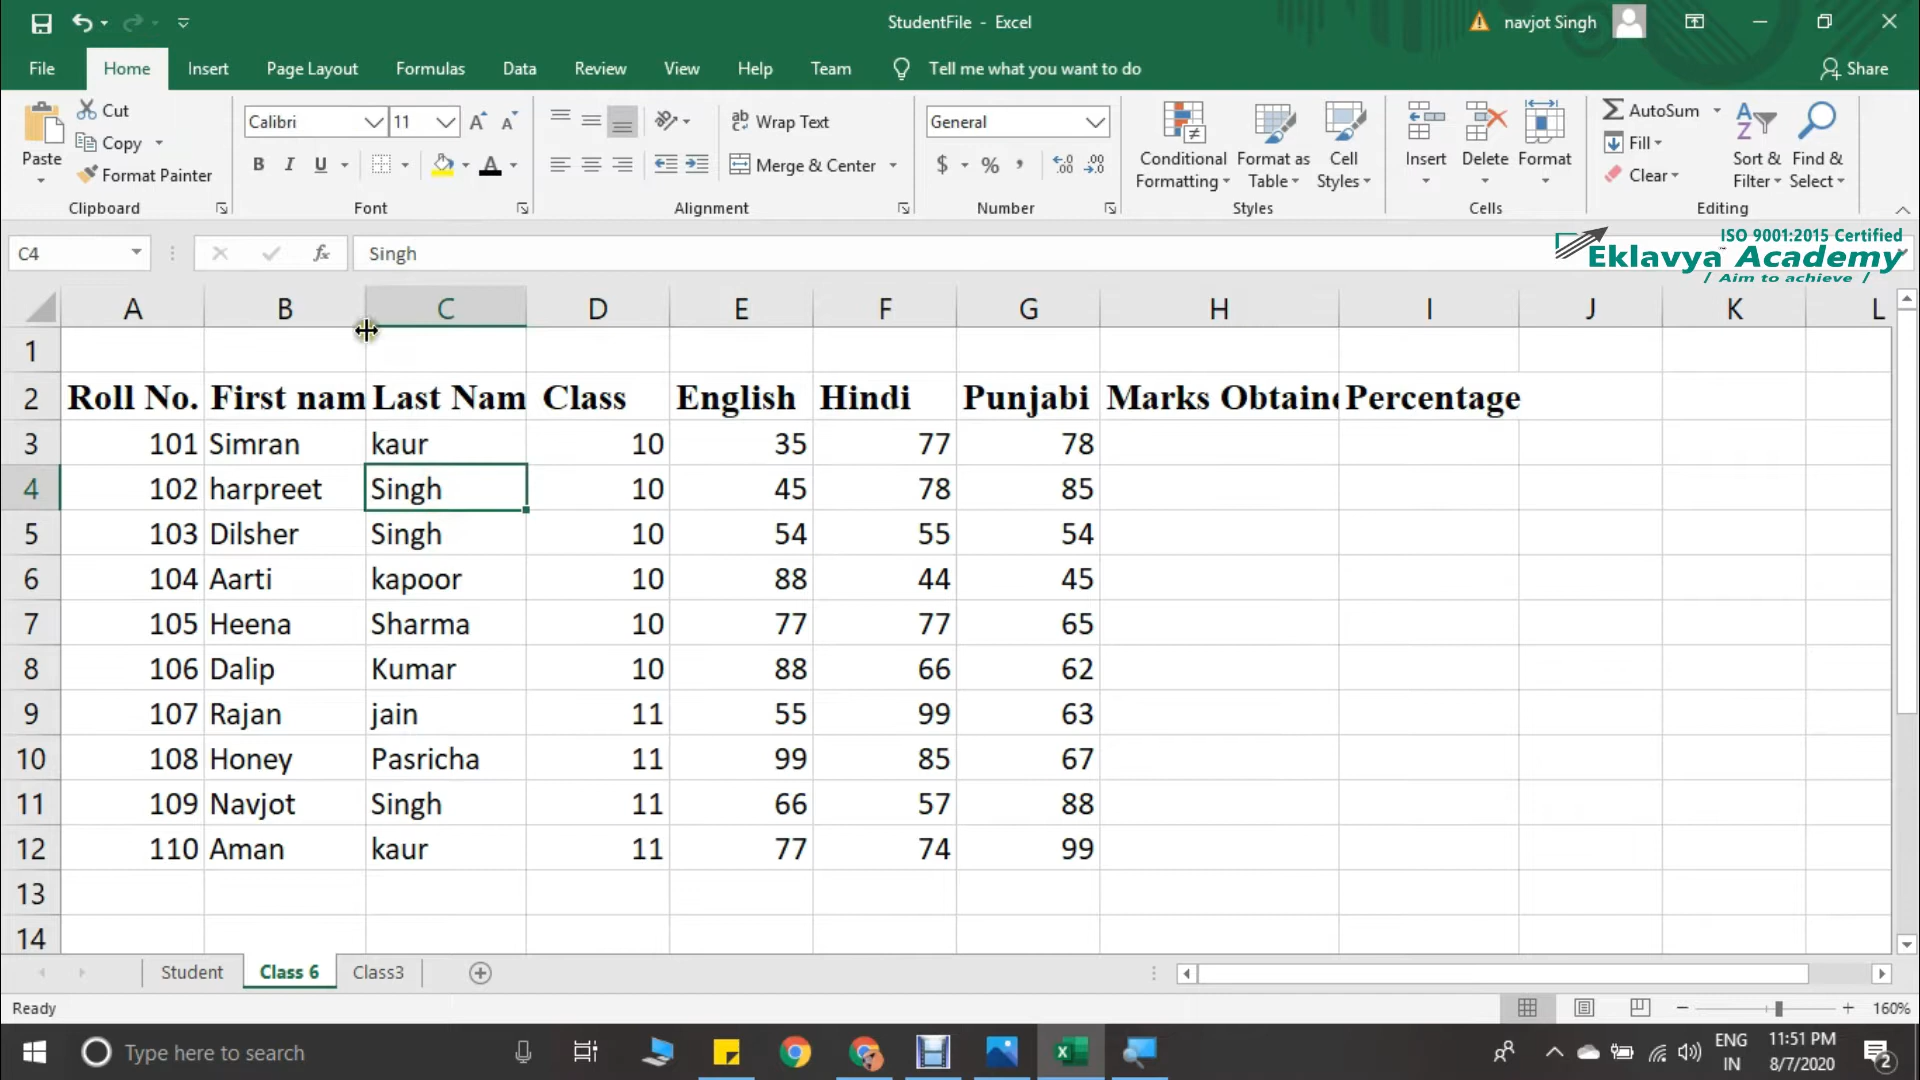 StudentFile - Excel
navjot Singh
File Home Insert Page Layout Formulas Data Review View Help Team Tell me what you want to do Share
Paste
Cut
Copy
Format Painter
Clipboard
Calibri 11
B I U A
Font
ab Wrap Text
Merge & Center
Alignment
General
$ % ,
Number
Conditional Formatting
Format as Table
Cell Styles
Styles
Insert Delete Format
Cells
AutoSum
Fill
Clear
Sort & Filter
Find & Select
Editing
C4 fx Singh
ISO 9001:2015 Certified
Eklavya Academy
/ Aim to achieve /
A B C D E F G H I J K L
1
2 Roll No. First nam Last Nam Class English Hindi Punjabi Marks Obtaine Percentage
3 101 Simran kaur 10 35 77 78
4 102 harpreet Singh 10 45 78 85
5 103 Dilsher Singh 10 54 55 54
6 104 Aarti kapoor 10 88 44 45
7 105 Heena Sharma 10 77 77 65
8 106 Dalip Kumar 10 88 66 62
9 107 Rajan jain 11 55 99 63
10 108 Honey Pasricha 11 99 85 67
11 109 Navjot Singh 11 66 57 88
12 110 Aman kaur 11 77 74 99
13
14
Student Class 6 Class3
Ready
160%
Type here to search
ENG
IN
11:51 PM
8/7/2020
2